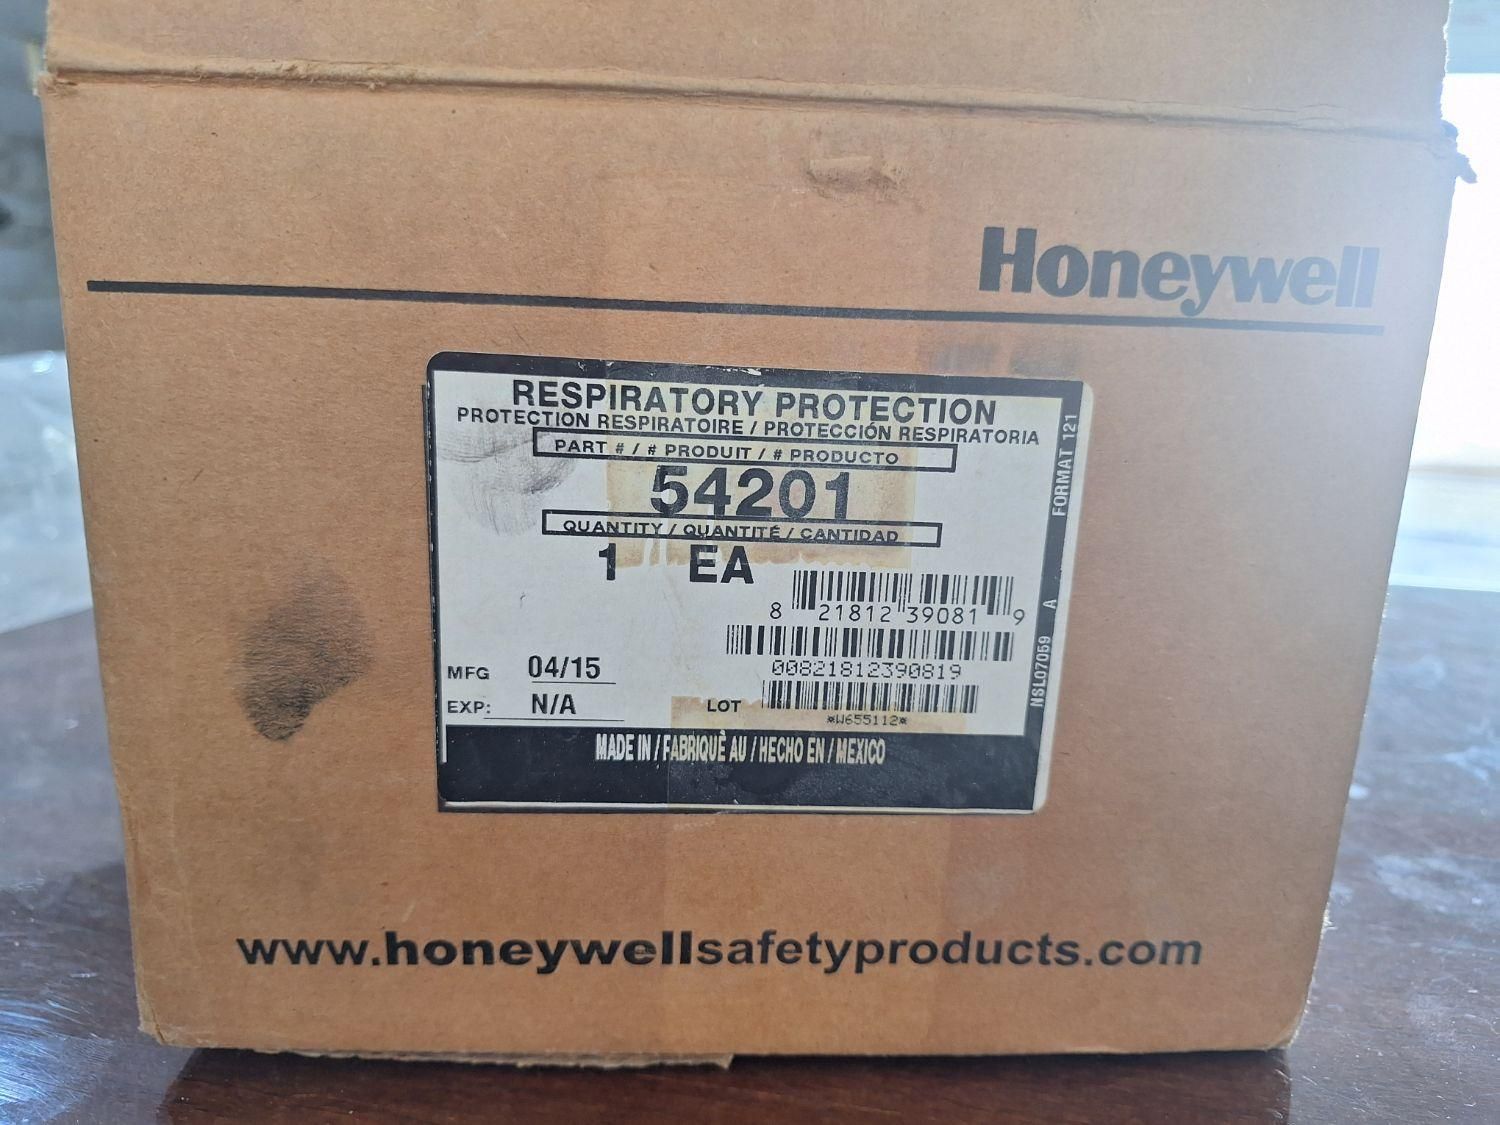 Honeywell
RESPIRATORY PROTECTION
PROTECTION RESPIRATOIRE / PROTECCIÓN RESPIRATORIA
PART # / # PRODUIT / # PRODUCTO
54201
QUANTITY / QUANTITÉ / CANTIDAD
1 EA
8 21812 39081 9
00821812390819
MFG 04/15
EXP: N/A
LOT
*W655112*
MADE IN / FABRIQUÈ AU / HECHO EN / MEXICO
FORMAT 121
NSL07059 A
www.honeywellsafetyproducts.com